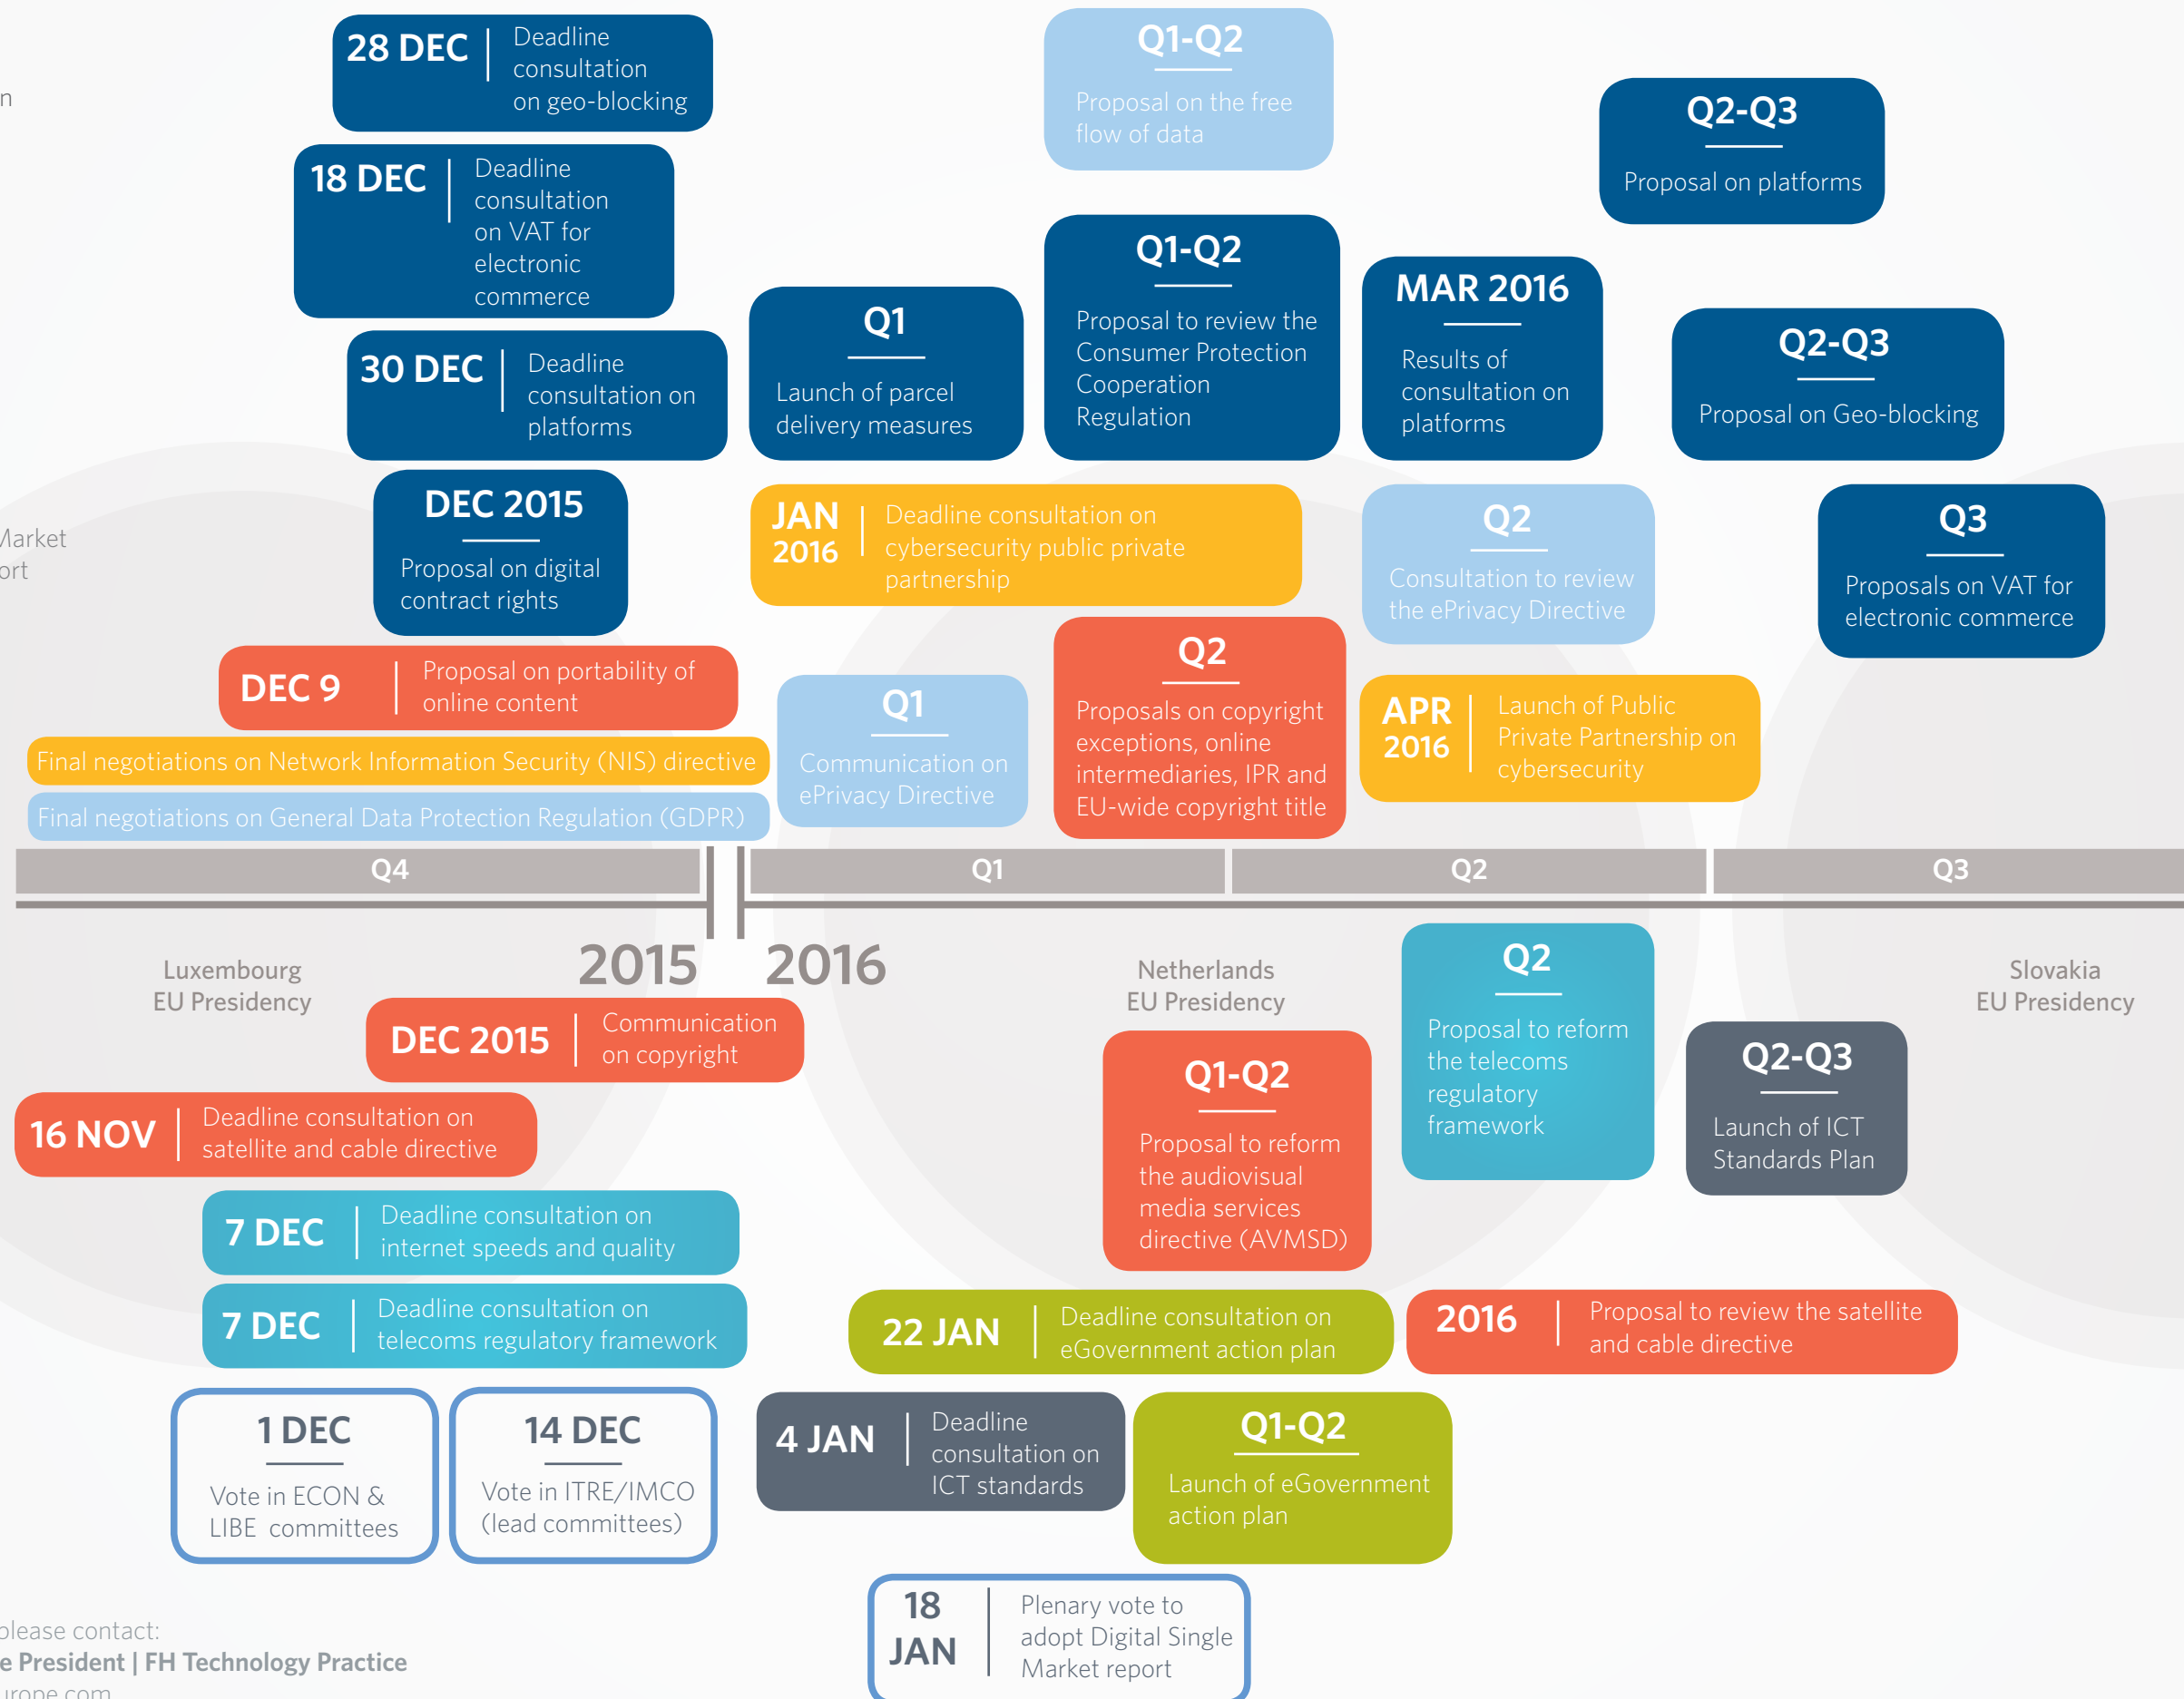 28 DEC
Deadline
consultation
on geo-blocking
18 DEC
Deadline
consultation
on VAT for
electronic
commerce
30 DEC
Deadline
consultation on
platforms
DEC 2015
Proposal on digital
contract rights
DEC 9
Proposal on portability of
online content
Final negotiations on Network Information Security (NIS) directive
Final negotiations on General Data Protection Regulation (GDPR)
Q1-Q2
Proposal on the free
flow of data
Q2-Q3
Proposal on platforms
Q1
Launch of parcel
delivery measures
Q1-Q2
Proposal to review the
Consumer Protection
Cooperation
Regulation
MAR 2016
Results of
consultation on
platforms
Q2-Q3
Proposal on Geo-blocking
JAN
2016
Deadline consultation on
cybersecurity public private
partnership
Q2
Consultation to review
the ePrivacy Directive
Q3
Proposals on VAT for
electronic commerce
Q1
Communication on
ePrivacy Directive
Q2
Proposals on copyright
exceptions, online
intermediaries, IPR and
EU-wide copyright title
APR
2016
Launch of Public
Private Partnership on
cybersecurity
Q4
Q1
Q2
Q3
2015
2016
Luxembourg
EU Presidency
Netherlands
EU Presidency
Slovakia
EU Presidency
DEC 2015
Communication
on copyright
16 NOV
Deadline consultation on
satellite and cable directive
7 DEC
Deadline consultation on
internet speeds and quality
7 DEC
Deadline consultation on
telecoms regulatory framework
1 DEC
Vote in ECON &
LIBE committees
14 DEC
Vote in ITRE/IMCO
(lead committees)
Q1-Q2
Proposal to reform
the audiovisual
media services
directive (AVMSD)
Q2
Proposal to reform
the telecoms
regulatory
framework
Q2-Q3
Launch of ICT
Standards Plan
22 JAN
Deadline consultation on
eGovernment action plan
2016
Proposal to review the satellite
and cable directive
4 JAN
Deadline
consultation on
ICT standards
Q1-Q2
Launch of eGovernment
action plan
18
JAN
Plenary vote to
adopt Digital Single
Market report
Market
please contact:
President | FH Technology Practice